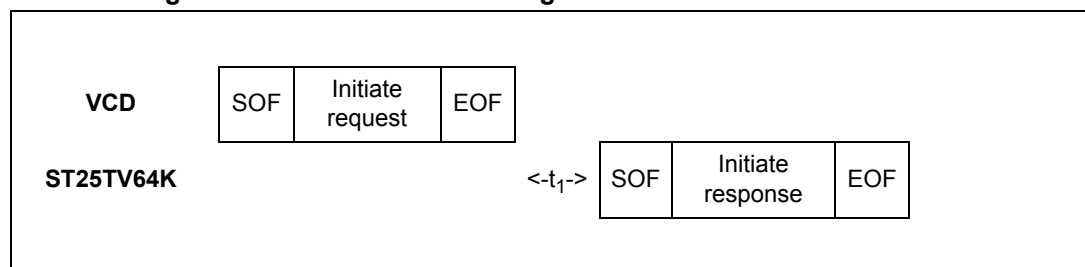 VCD
SOF
Initiate
request
EOF
ST25TV64K
<-t1->
SOF
Initiate
response
EOF